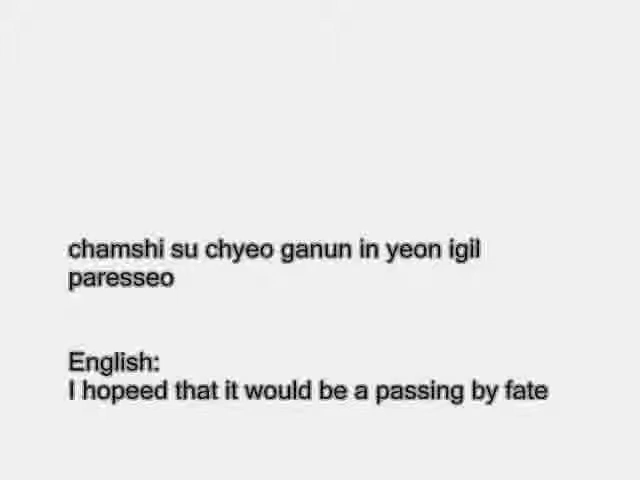 chamshi su chyeo ganun in yeon igil
paresseo
English:
I hopeed that it would be a passing by fate